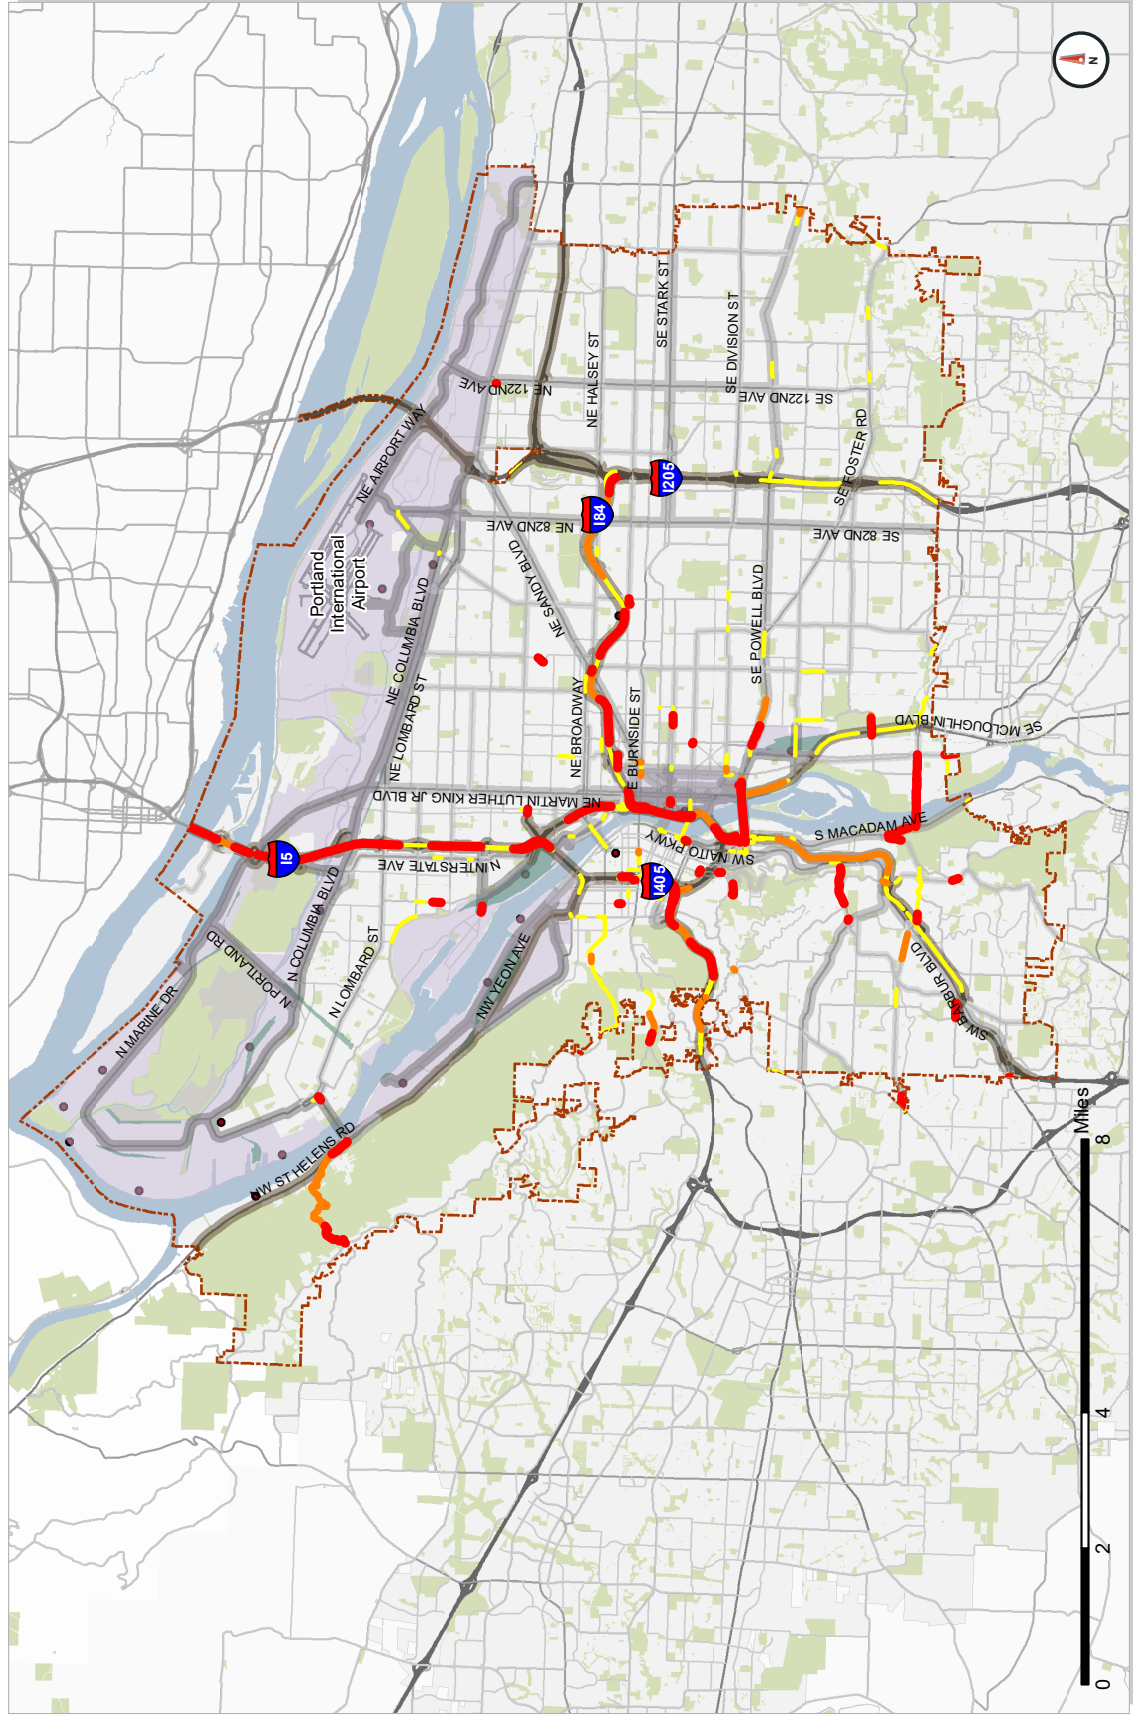 N
Portland
International
Airport
NE AIRPORT WAY
NE 122ND AVE
NE HALSEY ST
SE STARK ST
SE DIVISION ST
SE 122ND AVE
SE FOSTER RD
I205
I84
NE 82ND AVE
SE 82ND AVE
NE SANDY BLVD
NE COLUMBIA BLVD
NE LOMBARD ST
NE BROADWAY
E BURNSIDE ST
SE POWELL BLVD
SE MCLOUGHLIN BLVD
NE MARTIN LUTHER KING JR BLVD
I5
N INTERSTATE AVE
SW NAITO PKWY
S MACADAM AVE
I405
N PORTLAND RD
N COLUMBIA BLVD
N LOMBARD ST
NW YEON AVE
SW BARBUR BLVD
N MARINE DR
NW ST HELENS RD
0
2
4
8
Miles